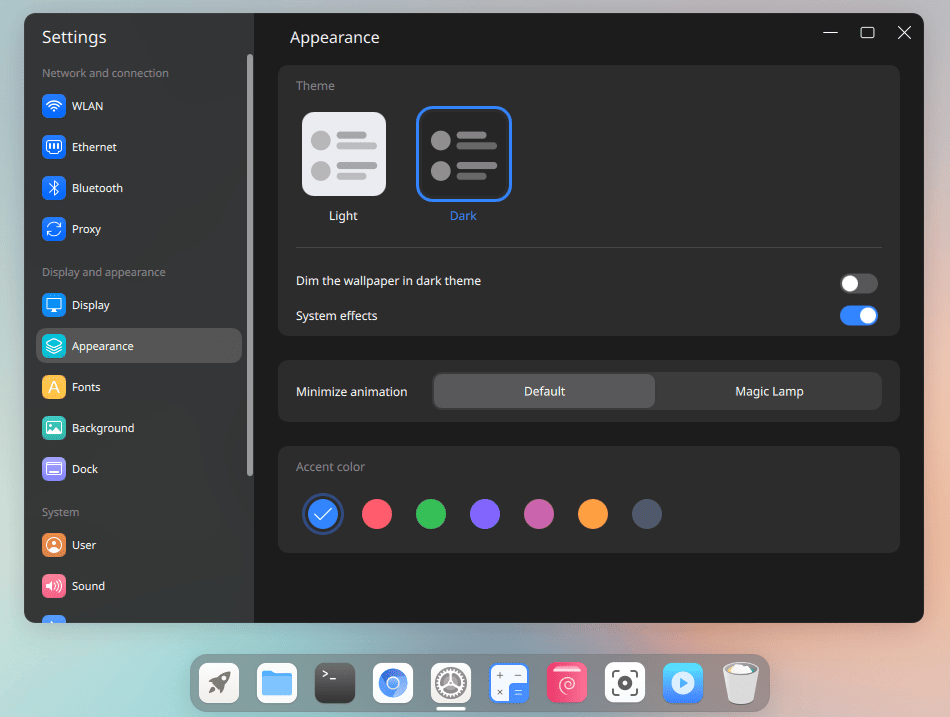 Settings
Network and connection
WLAN
Ethernet
Bluetooth
Proxy
Display and appearance
Display
Appearance
Fonts
Background
Dock
System
User
Sound
Appearance
Theme
Light
Dark
Dim the wallpaper in dark theme
System effects
Minimize animation
Default
Magic Lamp
Accent color